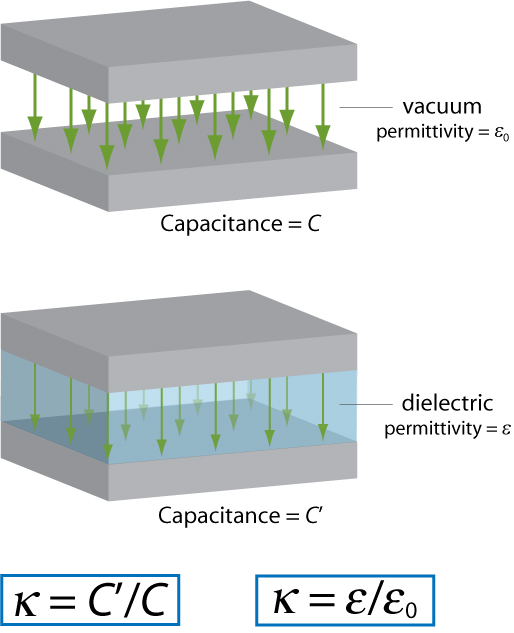 vacuum
permittivity = ε₀
Capacitance = C
dielectric
permittivity = ε
Capacitance = C'
κ = C'/C
κ = ε/ε₀